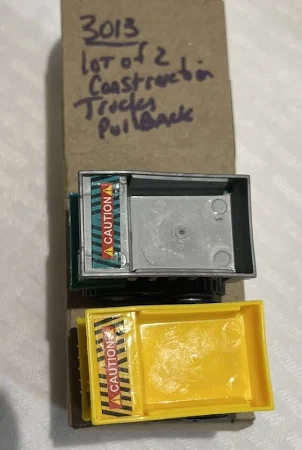 3013
Lot of 2
Construction
Trucks
Pull Back
CAUTION
CAUTION